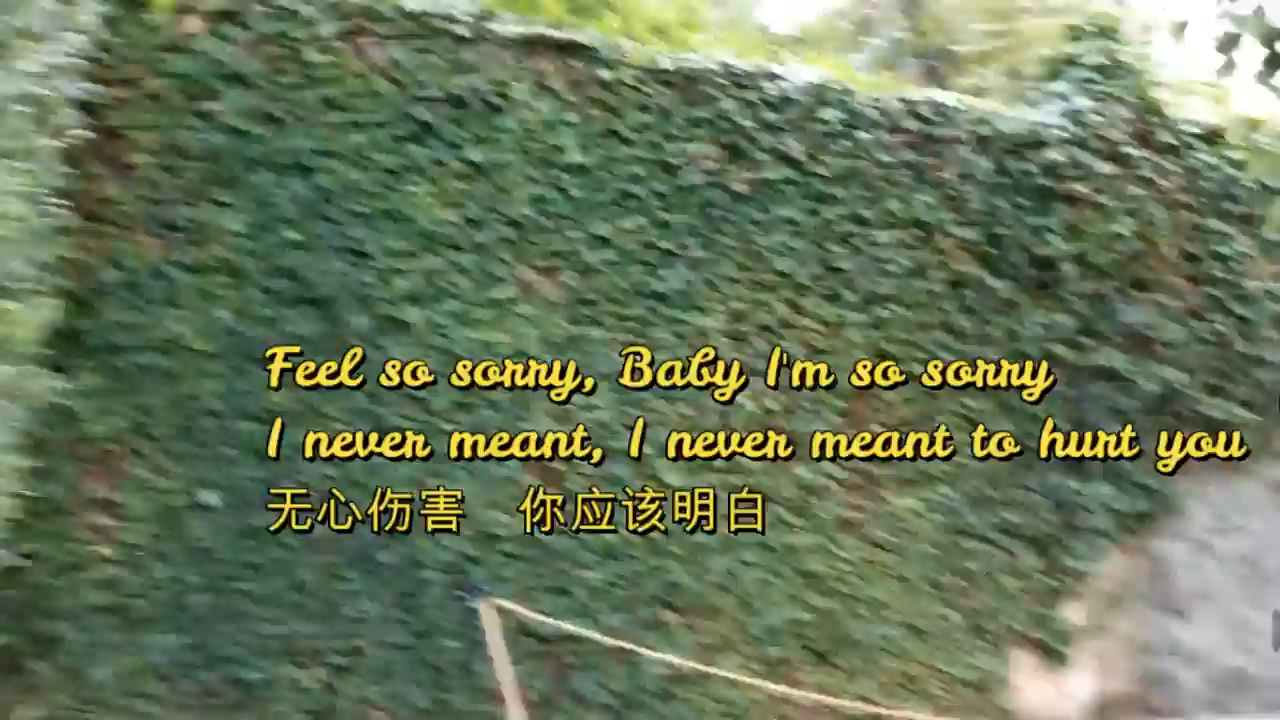 Feel so sorry, Baby I'm so sorry
I never meant, I never meant to hurt you
无心伤害 你应该明白